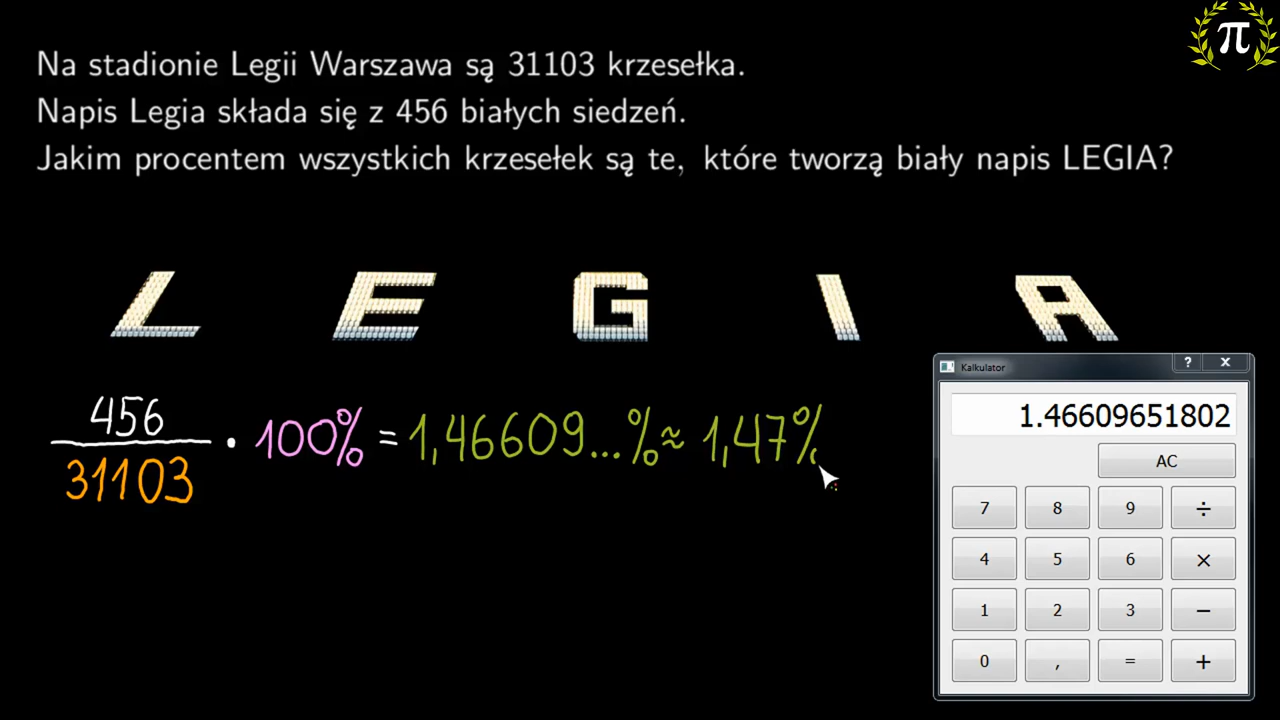 π
Na stadionie Legii Warszawa są 31103 krzesełka.
Napis Legia składa się z 456 białych siedzeń.
Jakim procentem wszystkich krzesełek są te, które tworzą biały napis LEGIA?
L E G I A
456
31103
· 100% = 1,46609...% ≈ 1,47%
Kalkulator ? X
1.46609651802
AC
7 8 9 ÷
4 5 6 ×
1 2 3 −
0 , = +